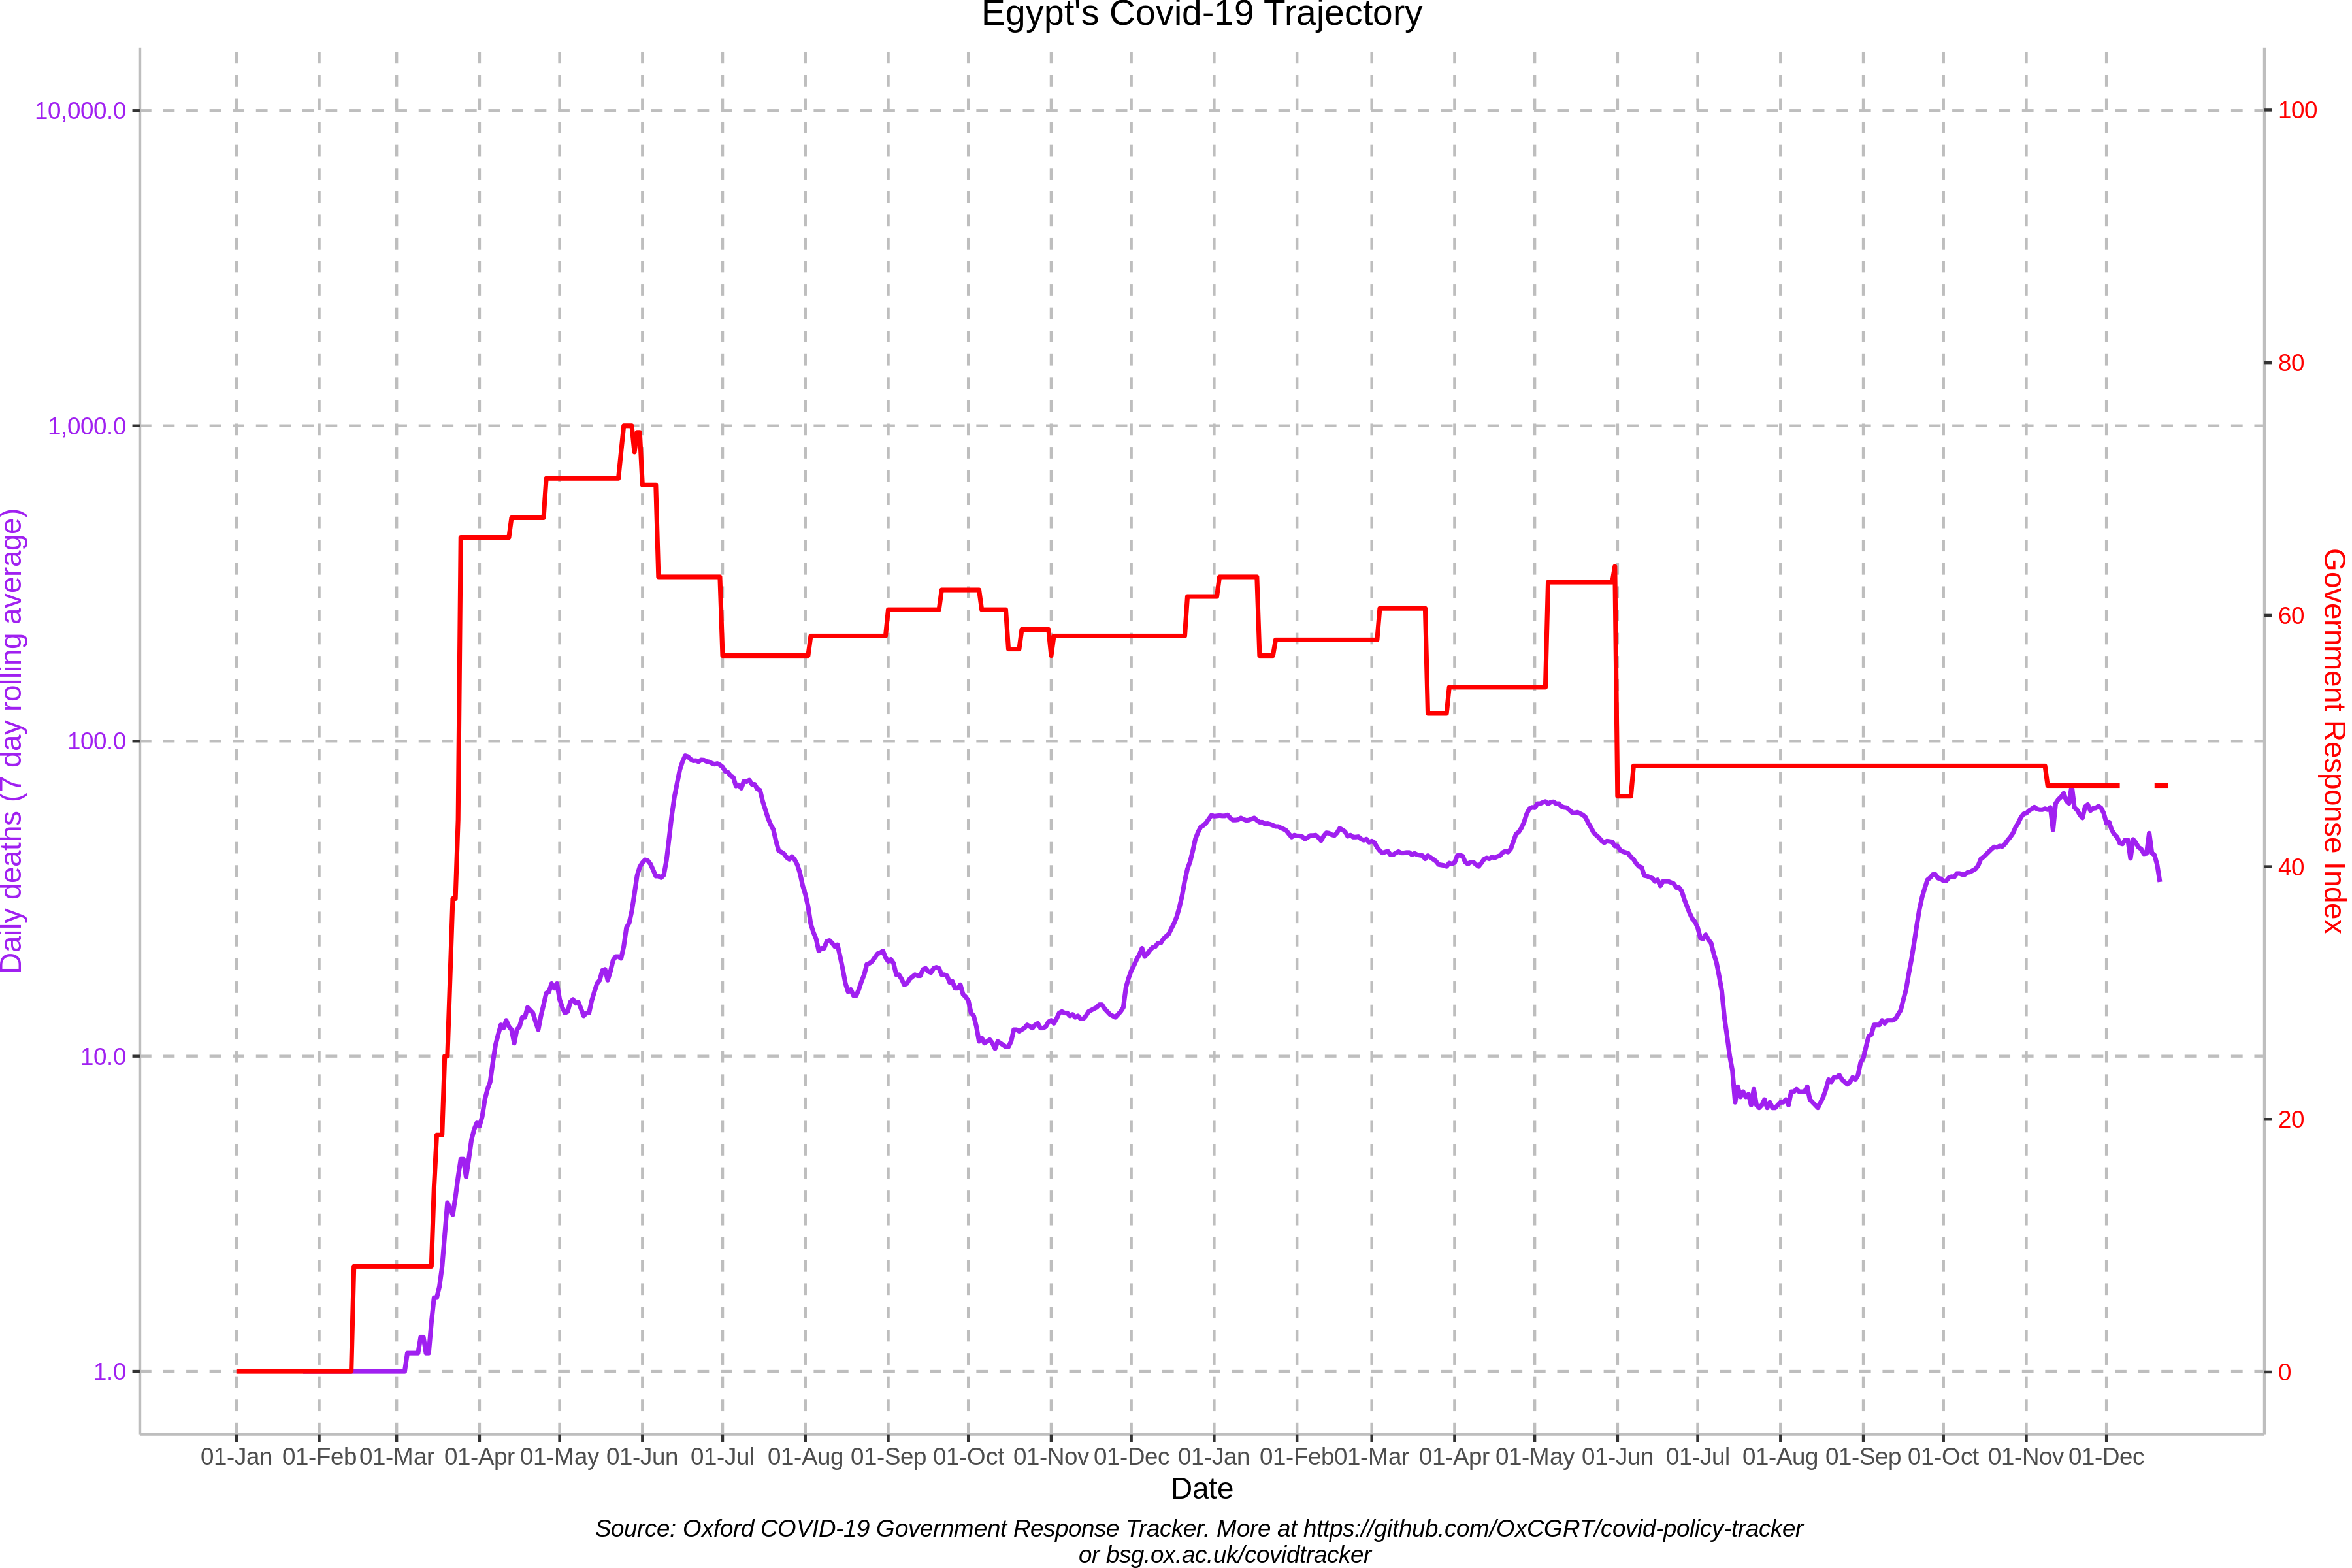 Egypt's Covid-19 Trajectory
10,000.0
1,000.0
100.0
10.0
1.0
Daily deaths (7 day rolling average)
100
80
60
40
20
0
Government Response Index
01-Jan 01-Feb 01-Mar 01-Apr 01-May 01-Jun 01-Jul 01-Aug 01-Sep 01-Oct 01-Nov 01-Dec 01-Jan 01-Feb 01-Mar 01-Apr 01-May 01-Jun 01-Jul 01-Aug 01-Sep 01-Oct 01-Nov 01-Dec
Date
Source: Oxford COVID-19 Government Response Tracker. More at https://github.com/OxCGRT/covid-policy-tracker
or bsg.ox.ac.uk/covidtracker